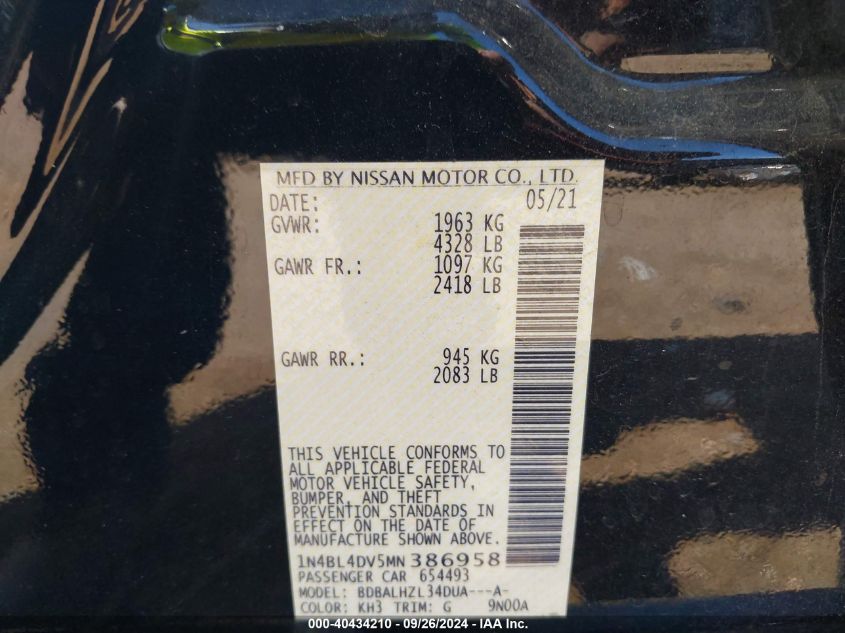 MFD BY NISSAN MOTOR CO., LTD.
DATE: 05/21
GVWR: 1963 KG
4328 LB
GAWR FR.: 1097 KG
2418 LB
GAWR RR.: 945 KG
2083 LB
THIS VEHICLE CONFORMS TO
ALL APPLICABLE FEDERAL
MOTOR VEHICLE SAFETY,
BUMPER, AND THEFT
PREVENTION STANDARDS IN
EFFECT ON THE DATE OF
MANUFACTURE SHOWN ABOVE.
1N4BL4DV5MN386958
PASSENGER CAR 654493
MODEL: BDBALHZL34DUA---A-
COLOR: KH3 TRIM: G 9N00A
000-40434210 - 09/26/2024 - IAA Inc.